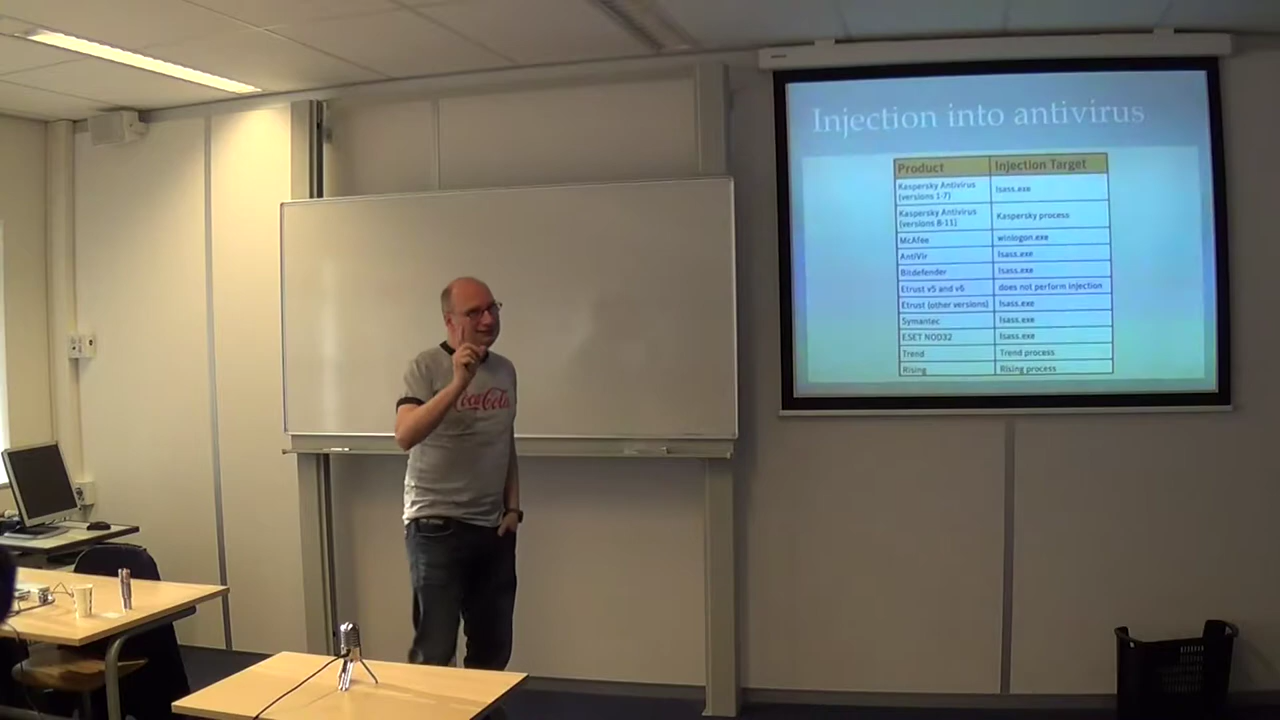 Injection into antivirus
Product Injection Target
Kaspersky Antivirus
(versions 1-7) lsass.exe
Kaspersky Antivirus
(versions 8-11) Kaspersky process
McAfee winlogon.exe
AntiVir lsass.exe
Bitdefender lsass.exe
Etrust v5 and v6 does not perform injection
Etrust (other versions) lsass.exe
Symantec lsass.exe
ESET NOD32 lsass.exe
Trend Trend process
Rising Rising process
Coca-Cola